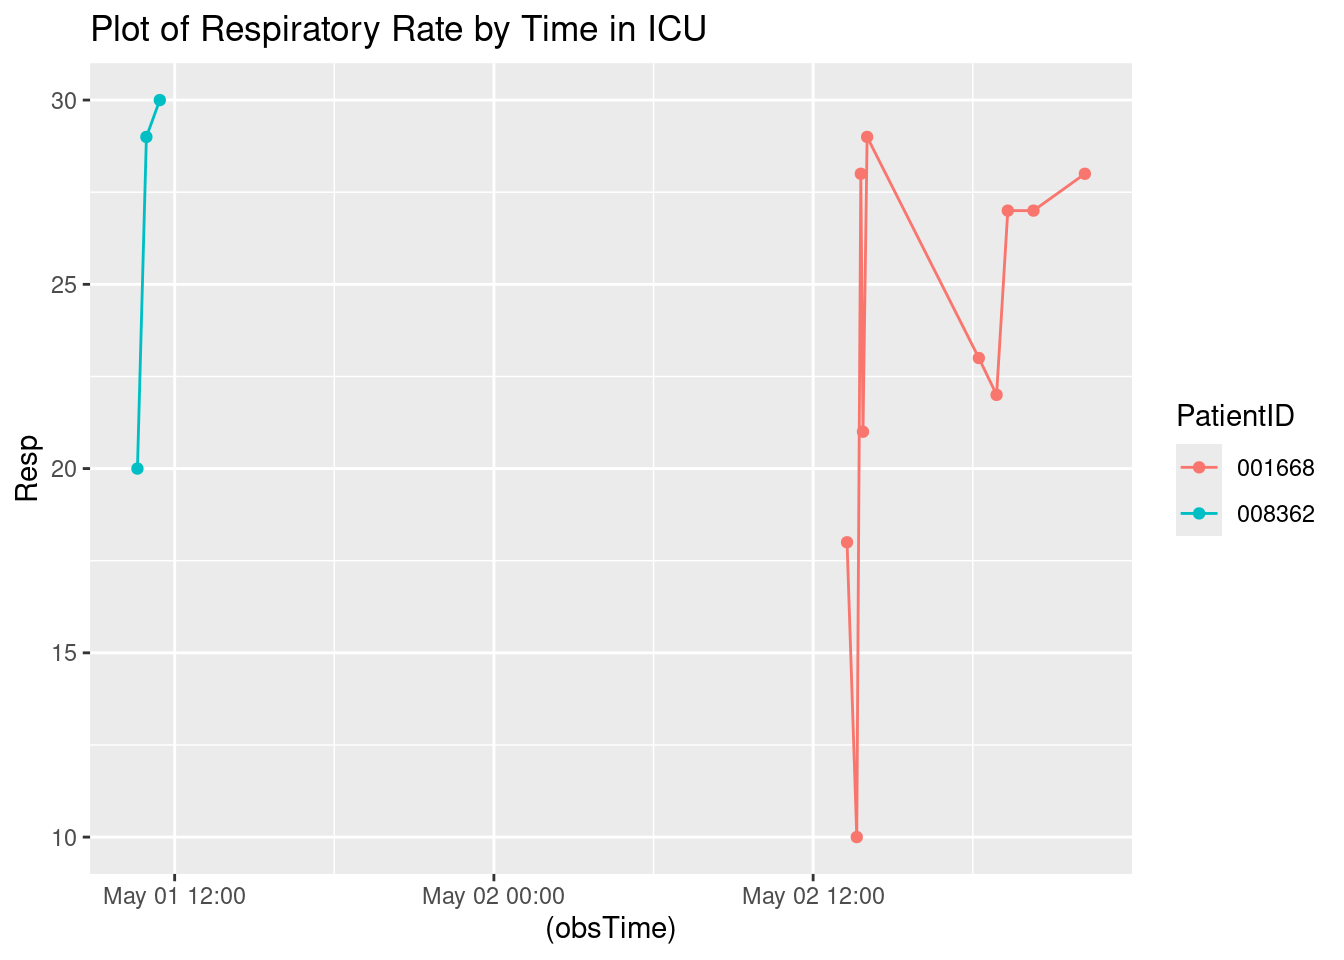 Plot of Respiratory Rate by Time in ICU
30
25
20
15
10
Resp
May 01 12:00
May 02 00:00
May 02 12:00
(obsTime)
PatientID
001668
008362